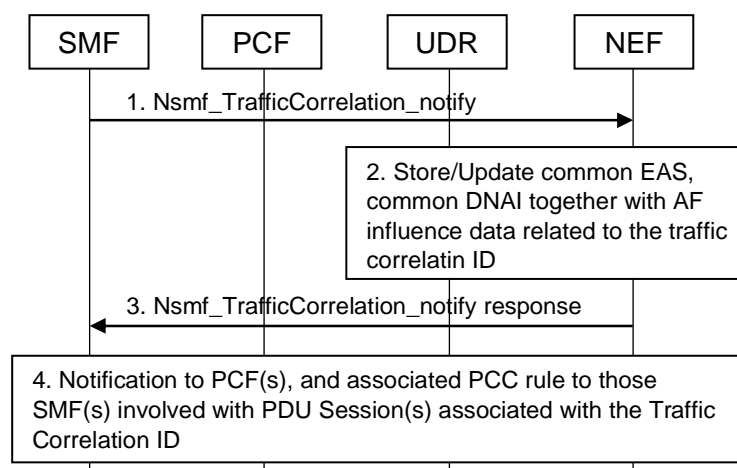 SMF PCF UDR NEF
1. Nsmf_TrafficCorrelation_notify
2. Store/Update common EAS,
common DNAI together with AF
influence data related to the traffic
correlatin ID
3. Nsmf_TrafficCorrelation_notify response
4. Notification to PCF(s), and associated PCC rule to those
SMF(s) involved with PDU Session(s) associated with the Traffic
Correlation ID